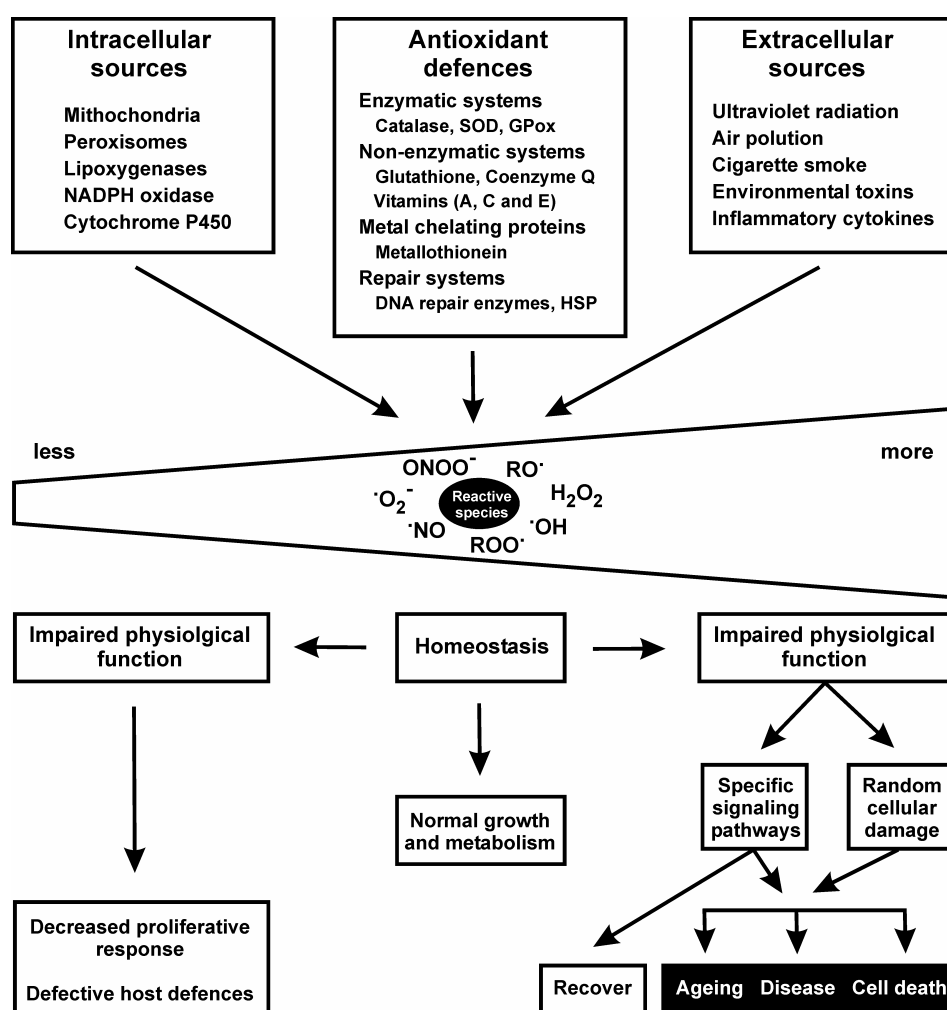 Intracellular
sources
Mithochondria
Peroxisomes
Lipoxygenases
NADPH oxidase
Cytochrome P450
Antioxidant
defences
Enzymatic systems
Catalase, SOD, GPox
Non-enzymatic systems
Glutathione, Coenzyme Q
Vitamins (A, C and E)
Metal chelating proteins
Metallothionein
Repair systems
DNA repair enzymes, HSP
Extracellular
sources
Ultraviolet radiation
Air polution
Cigarette smoke
Environmental toxins
Inflammatory cytokines
less
more
ONOO⁻
RO·
·O₂⁻
Reactive
species
H₂O₂
·NO
·OH
ROO·
Impaired physiolgical
function
Homeostasis
Impaired physiolgical
function
Specific
signaling
pathways
Random
cellular
damage
Normal growth
and metabolism
Decreased proliferative
response
Defective host defences
Recover
Ageing Disease Cell death